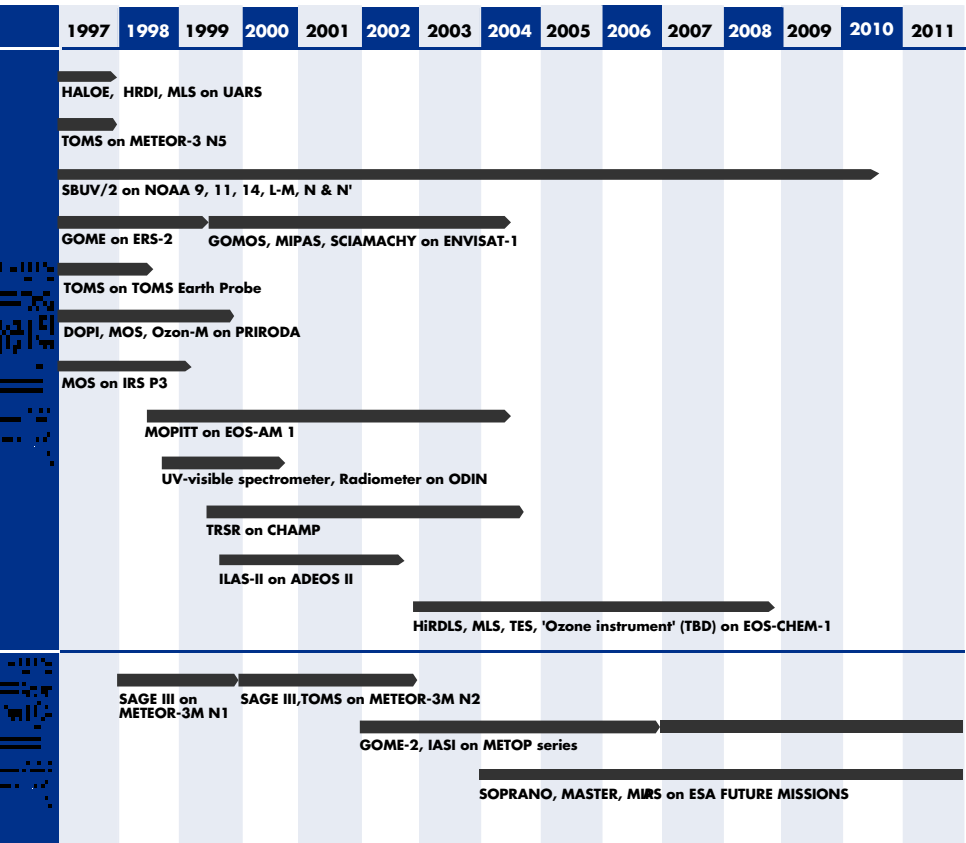 1997 1998 1999 2000 2001 2002 2003 2004 2005 2006 2007 2008 2009 2010 2011
HALOE, HRDI, MLS on UARS
TOMS on METEOR-3 N5
SBUV/2 on NOAA 9, 11, 14, L-M, N & N'
GOME on ERS-2
GOMOS, MIPAS, SCIAMACHY on ENVISAT-1
TOMS on TOMS Earth Probe
DOPI, MOS, Ozon-M on PRIRODA
MOS on IRS P3
MOPITT on EOS-AM 1
UV-visible spectrometer, Radiometer on ODIN
TRSR on CHAMP
ILAS-II on ADEOS II
HiRDLS, MLS, TES, 'Ozone instrument' (TBD) on EOS-CHEM-1
SAGE III on
METEOR-3M N1
SAGE III,TOMS on METEOR-3M N2
GOME-2, IASI on METOP series
SOPRANO, MASTER, on ESA FUTURE MISSIONS